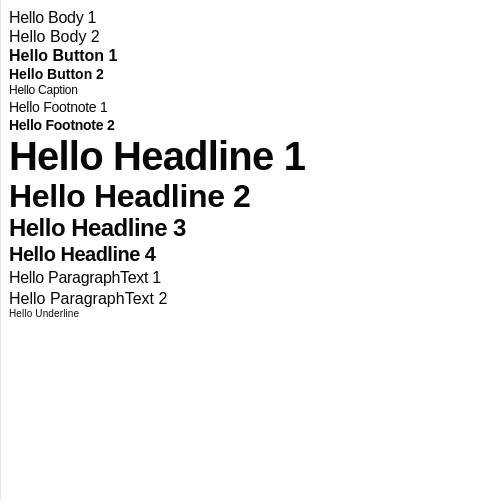 Hello Body 1
Hello Body 2
Hello Button 1
Hello Button 2
Hello Caption
Hello Footnote 1
Hello Footnote 2
Hello Headline 1
Hello Headline 2
Hello Headline 3
Hello Headline 4
Hello ParagraphText 1
Hello ParagraphText 2
Hello Underline